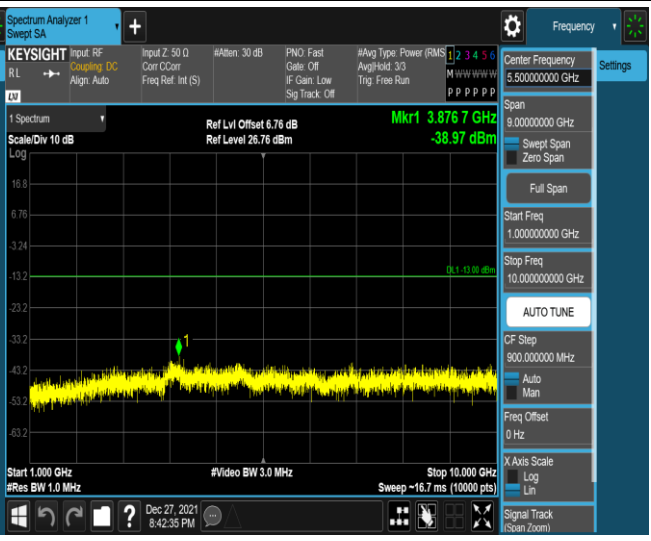 Spectrum Analyzer 1
Swept SA
Frequency
KEYSIGHT
Input: RF
Coupling: DC
Align: Auto
Input Z: 50 Ω
Corr CCorr
Freq Ref: Int (S)
#Atten: 30 dB
PNO: Fast
Gate: Off
IF Gain: Low
Sig Track: Off
#Avg Type: Power (RMS
Avg|Hold: 3/3
Trig: Free Run
1 2 3 4 5 6
M W W W W W
P P P P P P
R L
LXI
1 Spectrum
Scale/Div 10 dB
Log
Ref Lvl Offset 6.76 dB
Ref Level 26.76 dBm
Mkr1 3.876 7 GHz
-38.97 dBm
16.8
6.76
-3.24
-13.2
-23.2
-33.2
-43.2
-53.2
-63.2
DL1 -13.00 dBm
1
Start 1.000 GHz
#Res BW 1.0 MHz
#Video BW 3.0 MHz
Stop 10.000 GHz
Sweep ~16.7 ms (10000 pts)
Dec 27, 2021
8:42:35 PM
?
Center Frequency
5.500000000 GHz
Span
9.00000000 GHz
Swept Span
Zero Span
Full Span
Start Freq
1.000000000 GHz
Stop Freq
10.000000000 GHz
AUTO TUNE
CF Step
900.000000 MHz
Auto
Man
Freq Offset
0 Hz
X Axis Scale
Log
Lin
Signal Track
(Span Zoom)
Settings